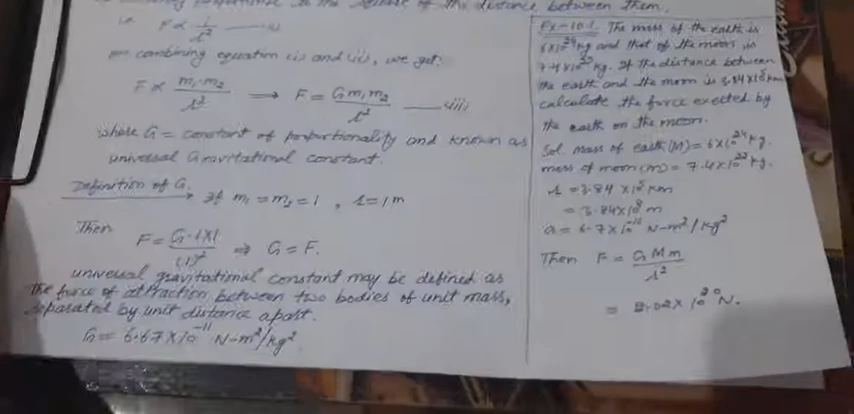 the distance between them.
i.e. F ∝ 1/r² —— (ii)
on combining equation (i) and (ii), we get:
F ∝ m₁·m₂/r² ⟹ F = Gm₁m₂/r² —— (iii)
where G = constant of proportionality and known as
universal Gravitational constant.
Definition of G. If m₁ = m₂ = 1, r = 1m
Then
F = G·1×1/(1)² ⇒ G = F.
universal gravitational constant may be defined as
the force of attraction between two bodies of unit mass,
separated by unit distance apart.
G = 6.67×10⁻¹¹ N-m²/kg²
Ex-10.1. The mass of the earth is
6×10²⁴ kg and that of the moon is
7.4×10²² kg. If the distance between
the earth and the moon is 3.84×10⁵ km
calculate the force exerted by
the earth on the moon.
Sol. mass of earth (M) = 6×10²⁴ kg.
mass of moon (m) = 7.4×10²² kg.
r = 3.84 ×10⁵ km
= 3.84×10⁸ m
G = 6.7×10⁻¹¹ N-m²/kg²
Then F = GMm/r²
= 2.02×10²⁰ N.